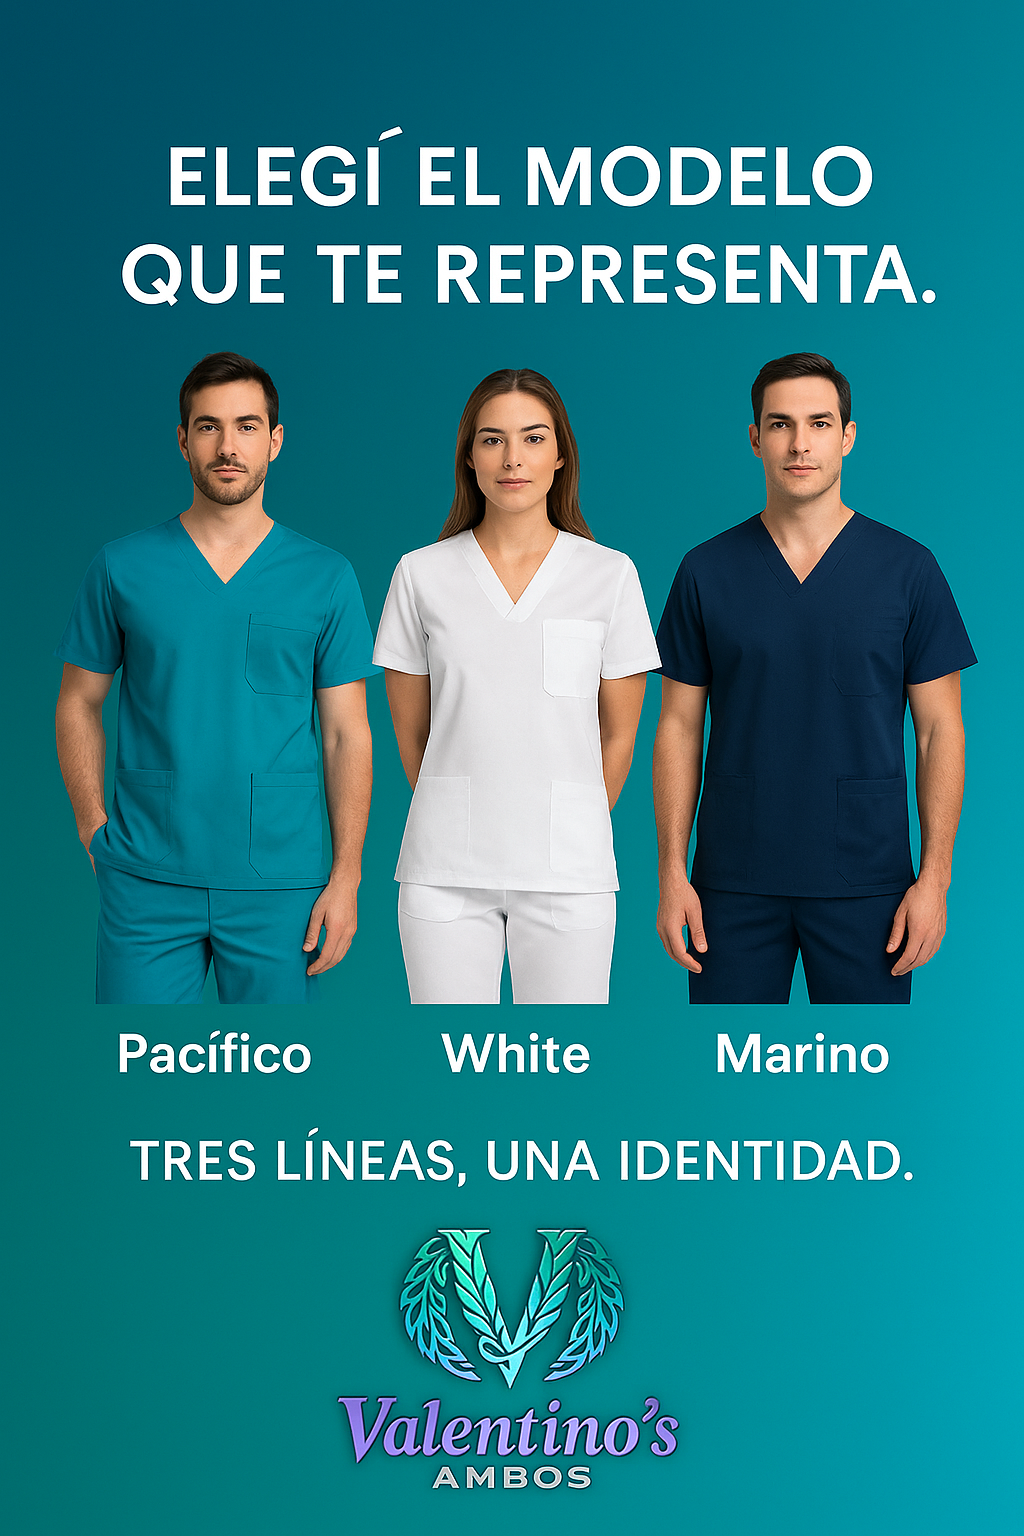 ELEGÍ EL MODELO
QUE TE REPRESENTA.
Pacífico
White
Marino
TRES LÍNEAS, UNA IDENTIDAD.
Valentino's
AMBOS